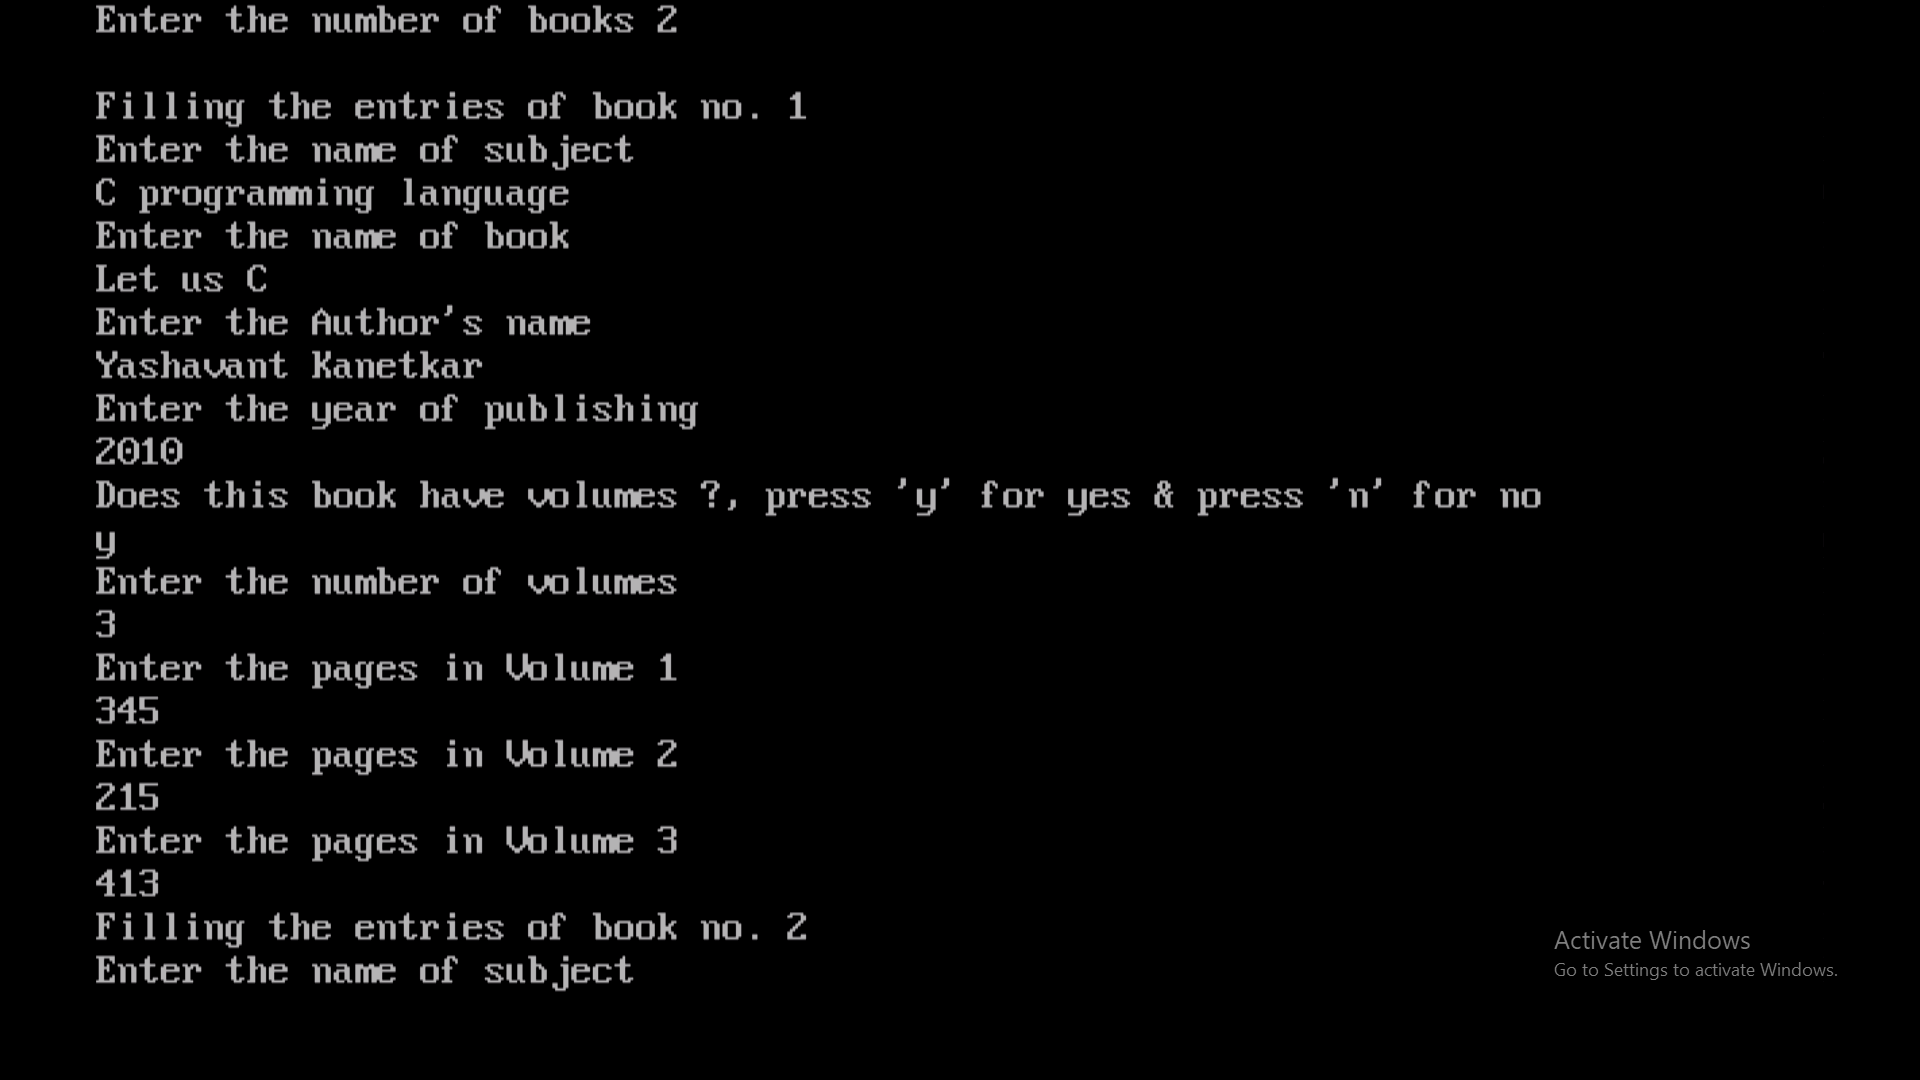 Enter the number of books 2
Filling the entries of book no. 1
Enter the name of subject
C programming language
Enter the name of book
Let us C
Enter the Author's name
Yashavant Kanetkar
Enter the year of publishing
2010
Does this book have volumes ?, press 'y' for yes & press 'n' for no
y
Enter the number of volumes
3
Enter the pages in Volume 1
345
Enter the pages in Volume 2
215
Enter the pages in Volume 3
413
Filling the entries of book no. 2
Enter the name of subject
Activate Windows
Go to Settings to activate Windows.